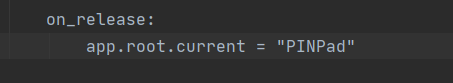 on_release:
app.root.current = "PINPad"